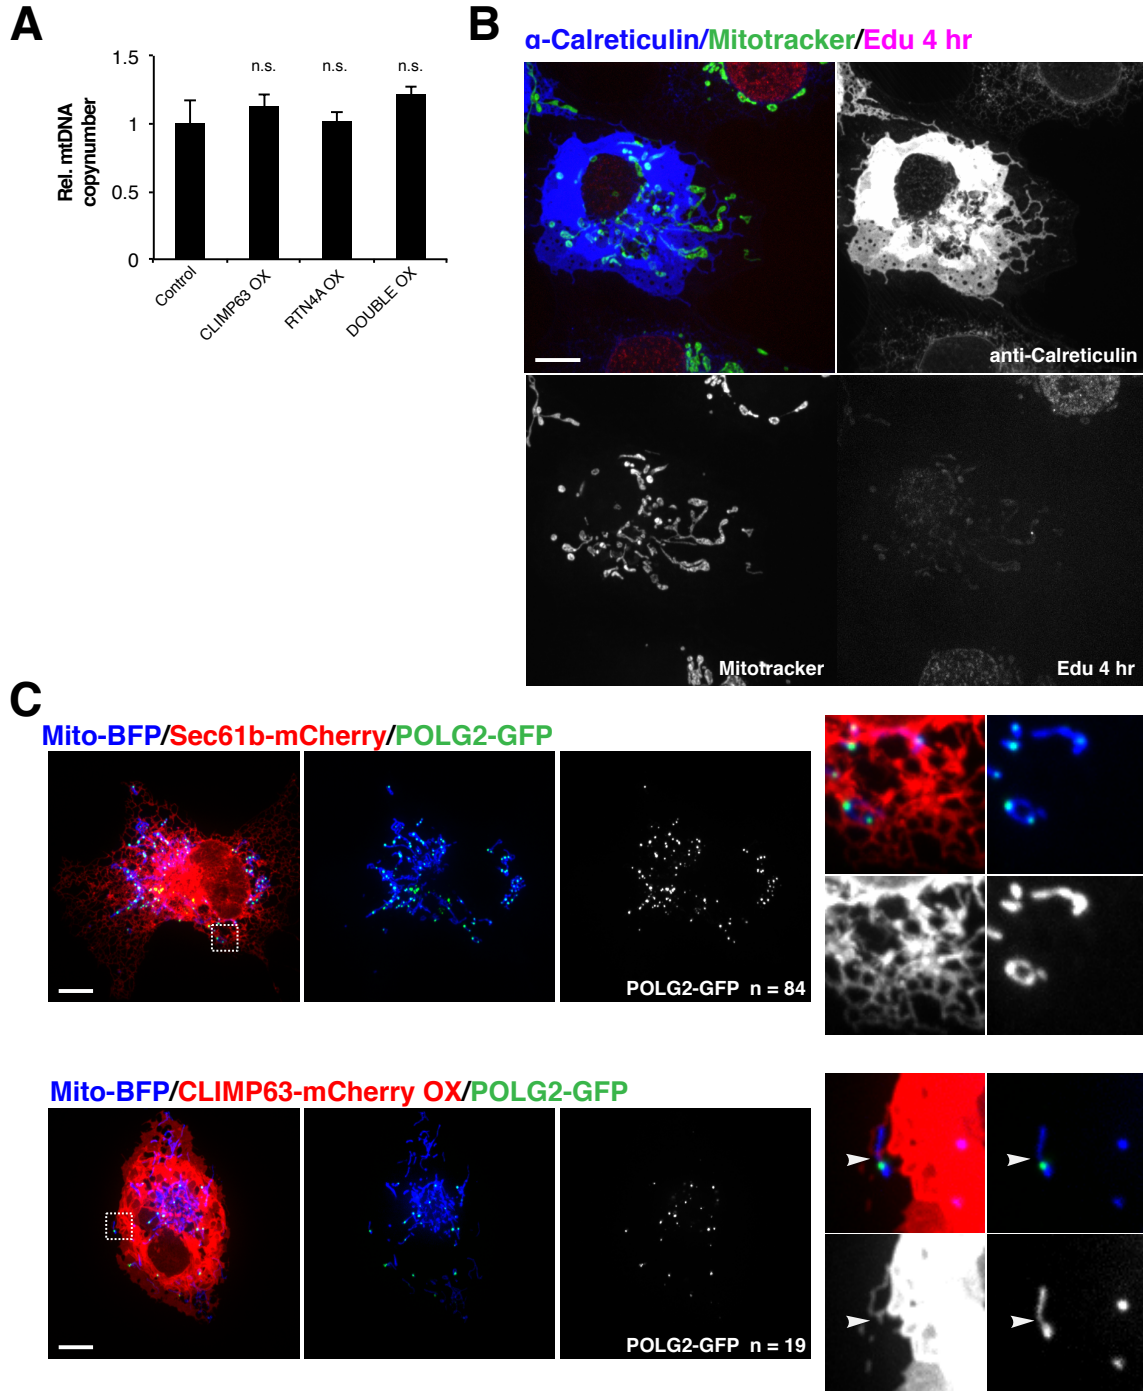 A
1.5
1
0.5
0
Rel. mtDNA
copynumber
n.s.
n.s.
n.s.
Control
CLIMP63 OX
RTN4A OX
DOUBLE OX
B
α-Calreticulin/Mitotracker/Edu 4 hr
anti-Calreticulin
Mitotracker
Edu 4 hr
C
Mito-BFP/Sec61b-mCherry/POLG2-GFP
POLG2-GFP n = 84
Mito-BFP/CLIMP63-mCherry OX/POLG2-GFP
POLG2-GFP n = 19